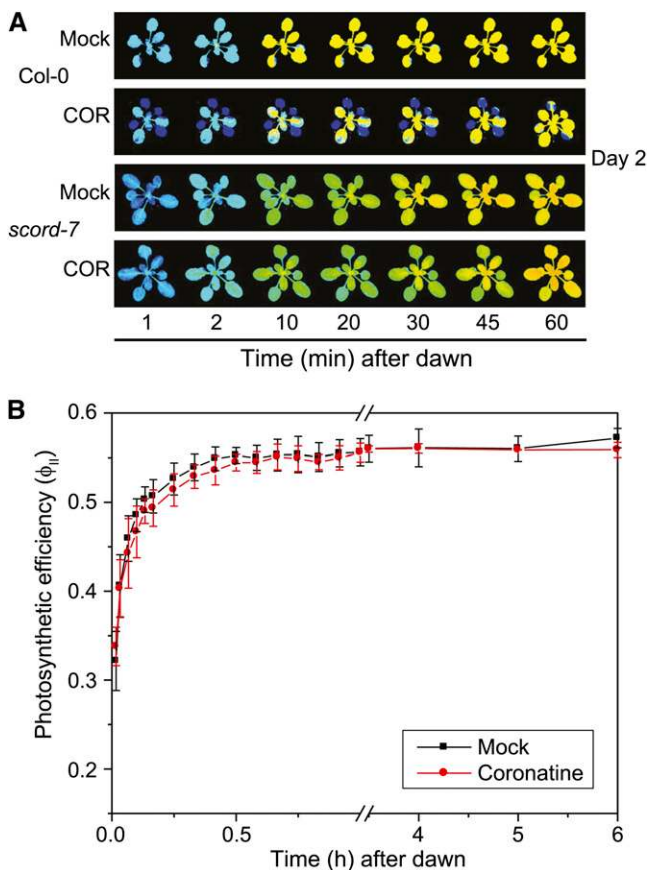 A
Mock
Col-0
COR
Day 2
Mock
scord-7
COR
1 2 10 20 30 45 60
Time (min) after dawn
B
0.6
0.5
0.4
0.3
0.2
Photosynthetic efficiency (ϕII)
Mock
Coronatine
0.0 0.5 4 5 6
Time (h) after dawn